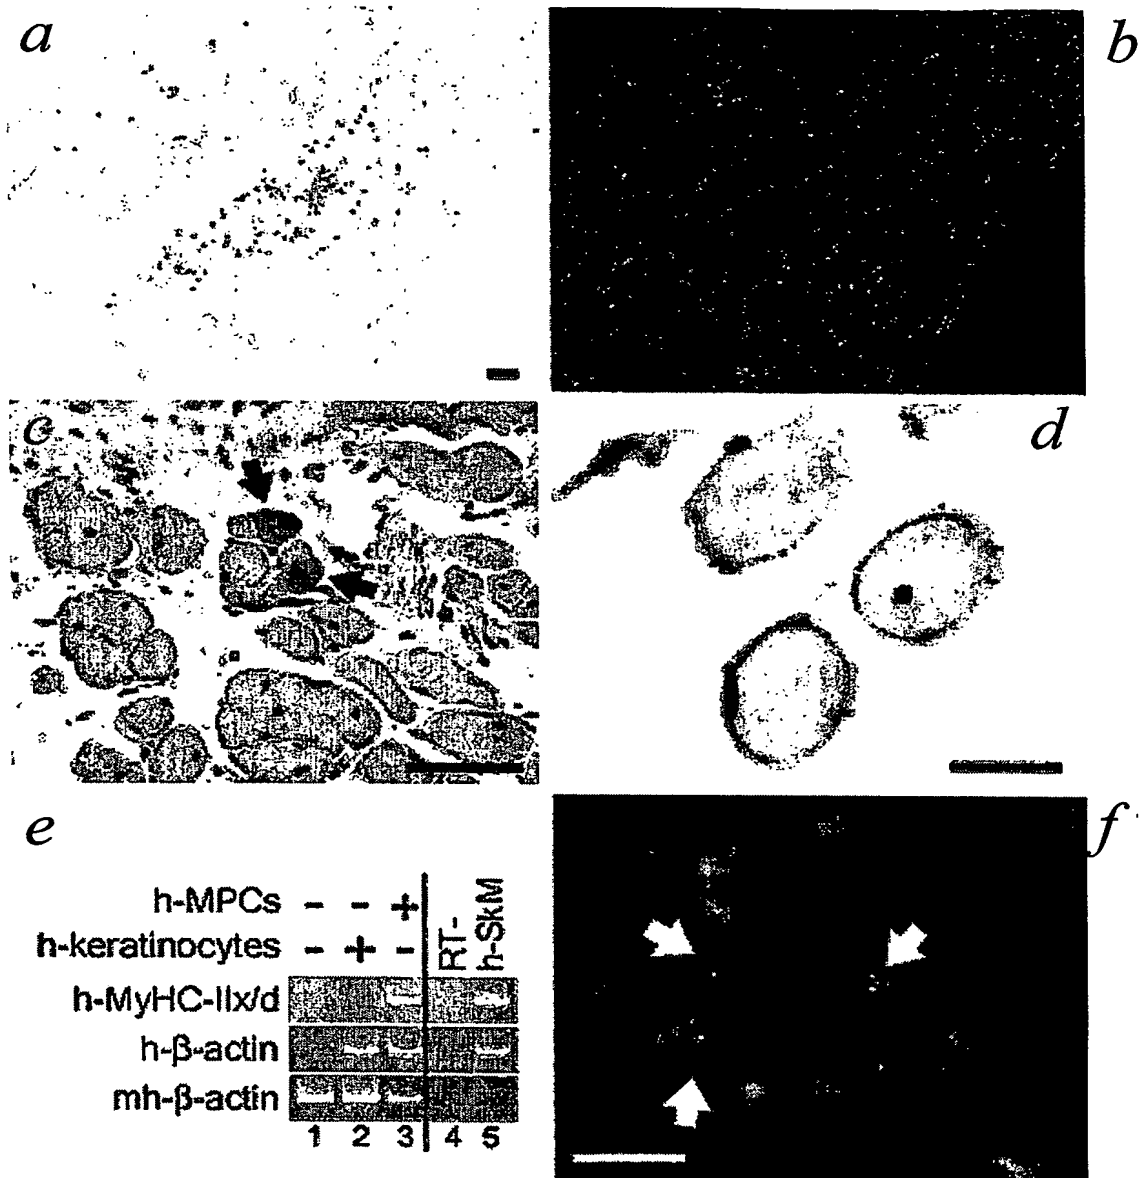 a
b
c
d
e
f
h-MPCs - - +
h-keratinocytes - + - RT- h-SkM
h-MyHC-IIx/d
h-β-actin
mh-β-actin
1 2 3 4 5